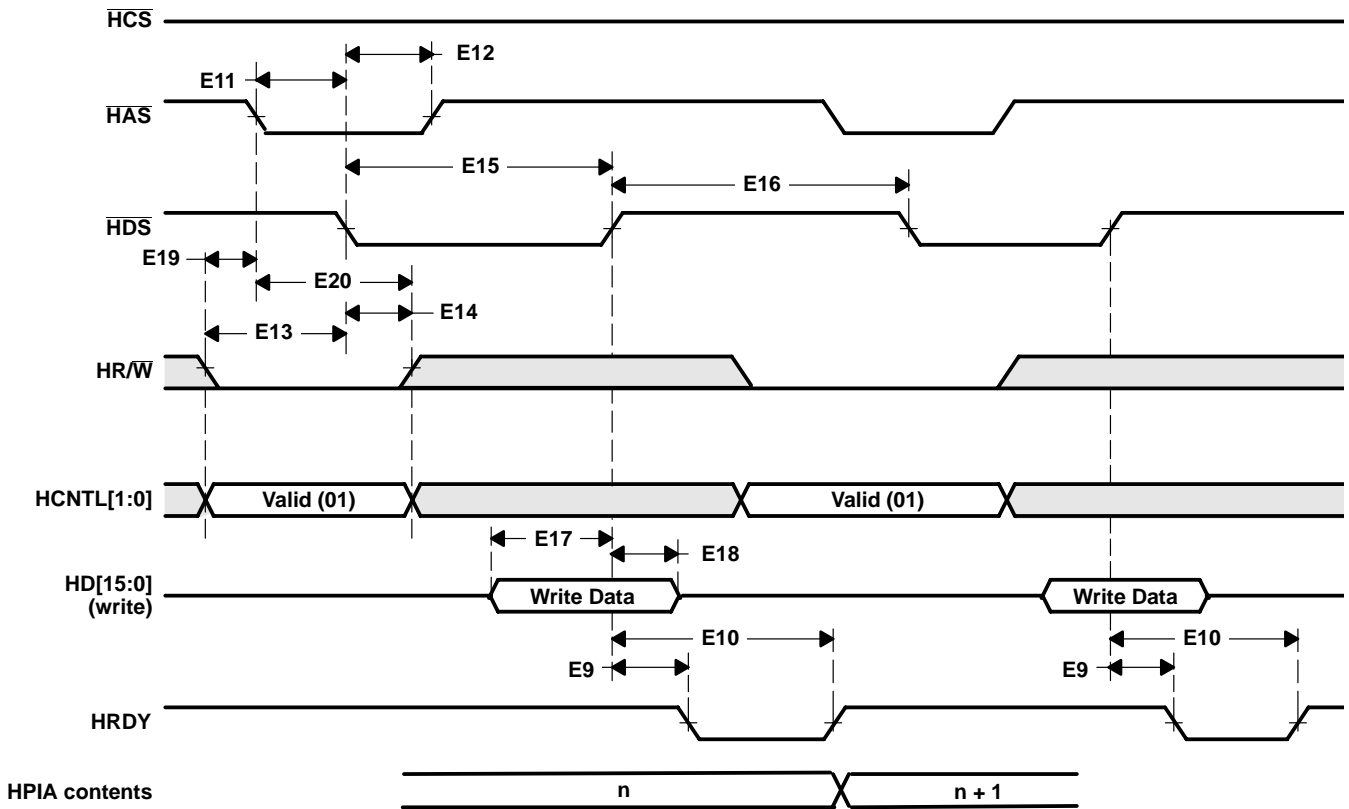 HCS
E12
E11
HAS
E15
E16
HDS
E19
E20
E14
E13
HR/W
HCNTL[1:0]
Valid (01)
Valid (01)
E17
E18
HD[15:0]
(write)
Write Data
Write Data
E10
E10
E9
E9
HRDY
HPIA contents
n
n + 1